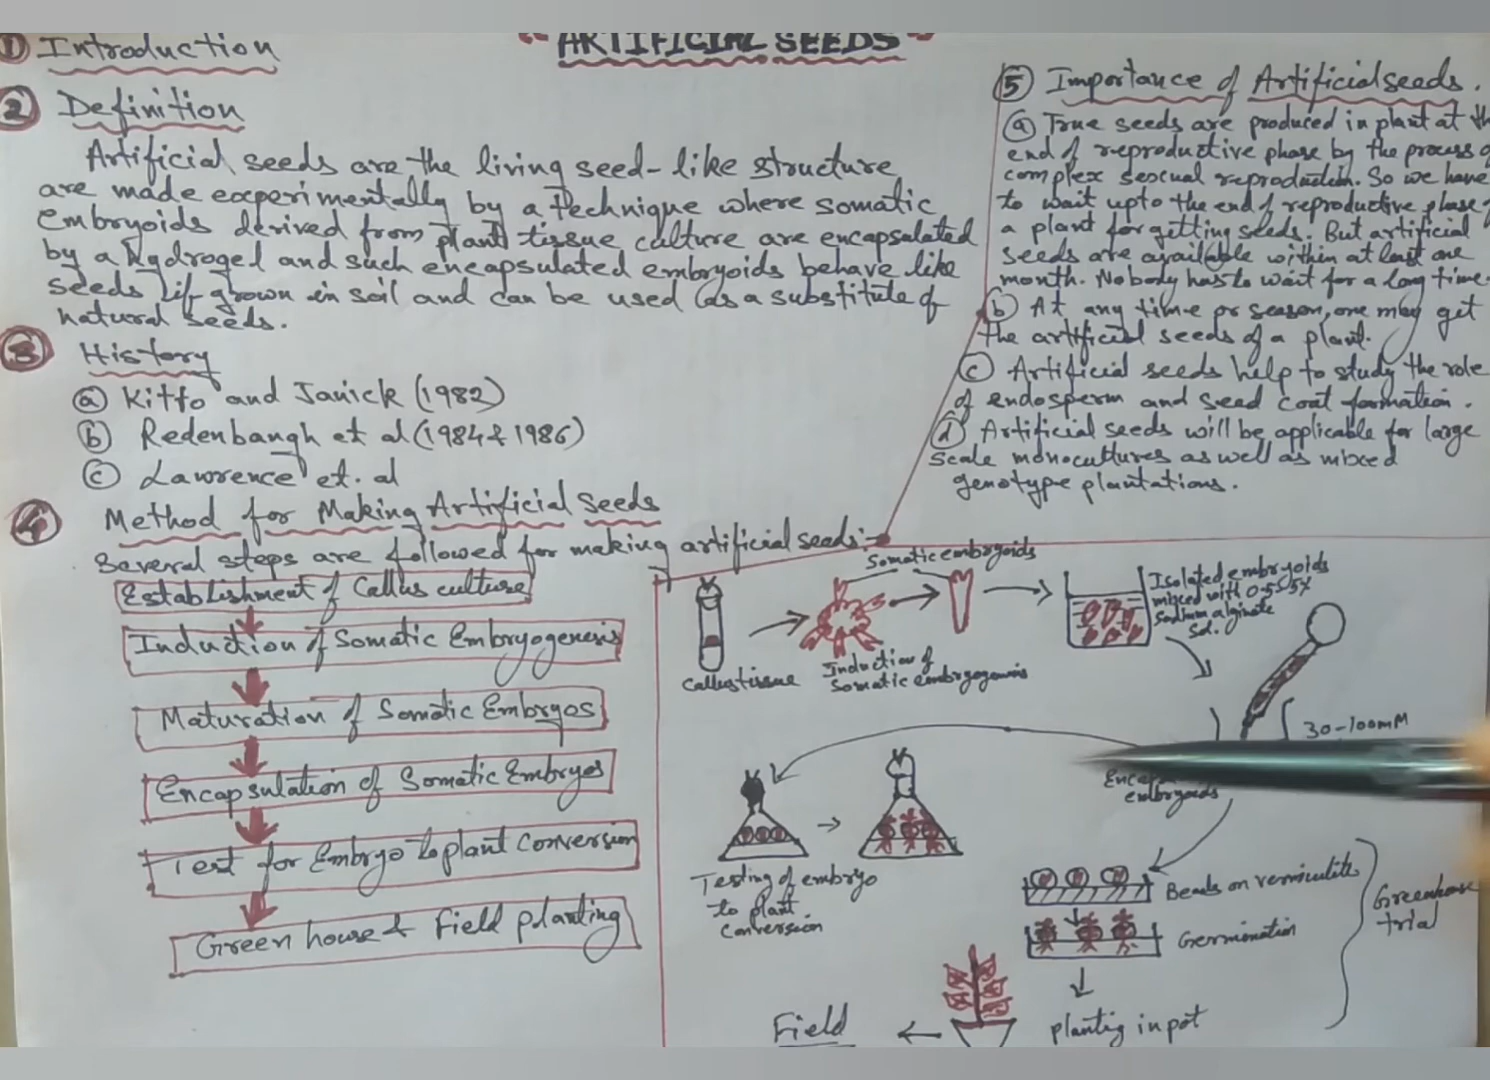 "ARTIFICIAL SEEDS"
① Introduction
② Definition
Artificial seeds are the living seed-like structure
are made experimentally by a technique where somatic
embryoids derived from plant tissue culture are encapsulated
by a hydrogel and such encapsulated embryoids behave like
seeds if grown in soil and can be used as a substitute of
natural seeds.
③ History
ⓐ Kitto and Janick (1982)
ⓑ Redenbangh et al (1984 & 1986)
ⓒ Lawrence et. al
④ Method for Making Artificial Seeds
Several steps are followed for making artificial seeds:-
Establishment of Callus culture
Induction of Somatic Embryogenesis
Maturation of Somatic Embryos
Encapsulation of Somatic Embryos
Test for Embryo to plant Conversion
Green house & Field planting
⑤ Importance of Artificial seeds.
ⓐ True seeds are produced in plant at th
end of reproductive phase by the process o
complex sexual reproduction. So we have
to wait upto the end of reproductive phase
a plant for getting seeds. But artificial
seeds are available within at least one
month. Nobody has to wait for a long time.
ⓑ At any time or season, one may get
the artificial seeds of a plant.
ⓒ Artificial seeds help to study the role
of endosperm and seed coat formation.
ⓓ Artificial seeds will be applicable for large
scale monocultures as well as mixed
genotype plantations.
Somatic embryoids
Callus tissue
Induction of
Somatic embryogenesis
Isolated embryoids
mixed with 0.5-5%
Sodium alginate
Sol.
30-100mM
embryoids
Testing of embryo
to plant
conversion
Beads on vermiculite
Germination
Greenhouse
trial
planting in pot
Field